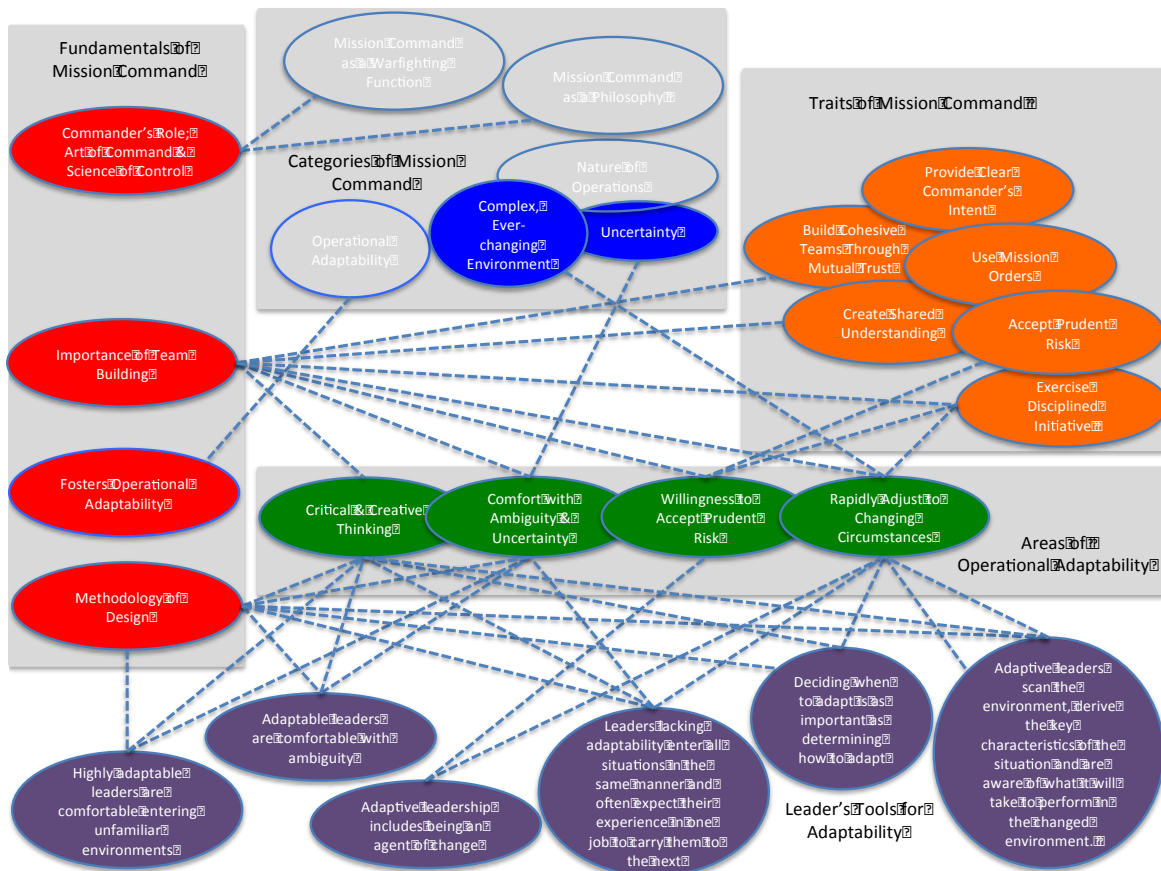 Fundamentals of
Mission Command
Commander's Role;
Art of Command &
Science of Control
Importance of Team
Building
Fosters Operational
Adaptability
Methodology of
Design
Mission Command
as a Warfighting
Function
Mission Command
as a Philosophy
Categories of Mission
Command
Nature of
Operations
Complex,
Ever-
changing
Environment
Uncertainty
Operational
Adaptability
Traits of Mission Command
Provide Clear
Commander's
Intent
Build Cohesive
Teams Through
Mutual Trust
Use Mission
Orders
Create Shared
Understanding
Accept Prudent
Risk
Exercise
Disciplined
Initiative
Critical & Creative
Thinking
Comfort with
Ambiguity &
Uncertainty
Willingness to
Accept Prudent
Risk
Rapidly Adjust to
Changing
Circumstances
Areas of
Operational Adaptability
Highly adaptable
leaders are
comfortable entering
unfamiliar
environments
Adaptable leaders
are comfortable with
ambiguity
Adaptive leadership
includes being an
agent of change
Leaders lacking
adaptability enter all
situations in the
same manner and
often expect their
experience in one
job to carry them to
the next
Deciding when
to adapt is as
important as
determining
how to adapt
Leader's Tools for
Adaptability
Adaptive leaders
scan the
environment, derive
the key
characteristics of the
situation and are
aware of what it will
take to perform in
the changed
environment.